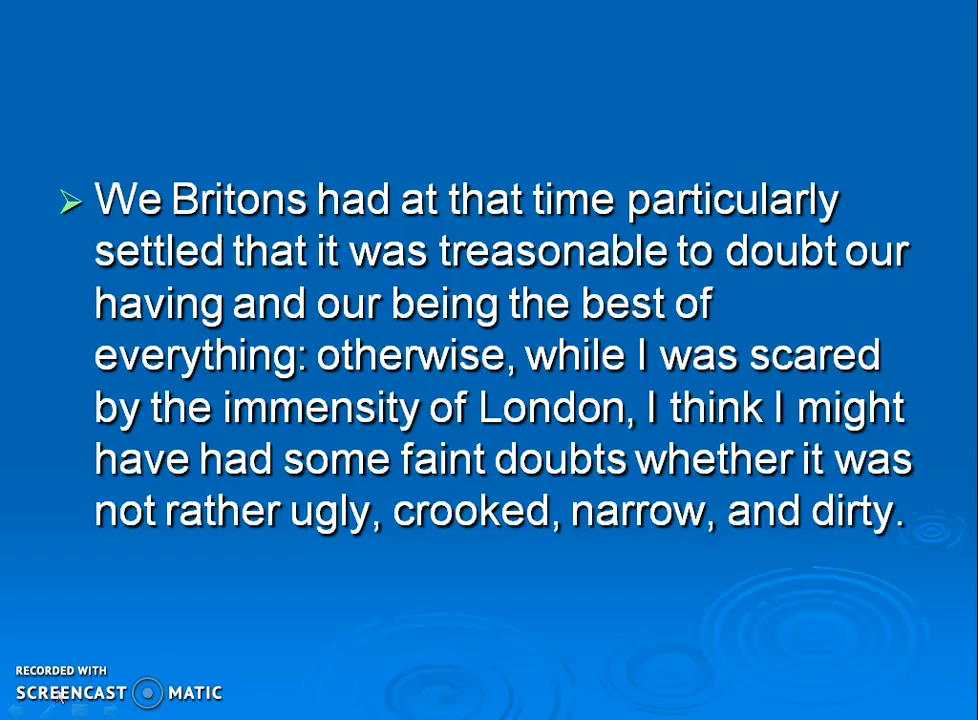 We Britons had at that time particularly
settled that it was treasonable to doubt our
having and our being the best of
everything: otherwise, while I was scared
by the immensity of London, I think I might
have had some faint doubts whether it was
not rather ugly, crooked, narrow, and dirty.
RECORDED WITH
SCREENCAST MATIC